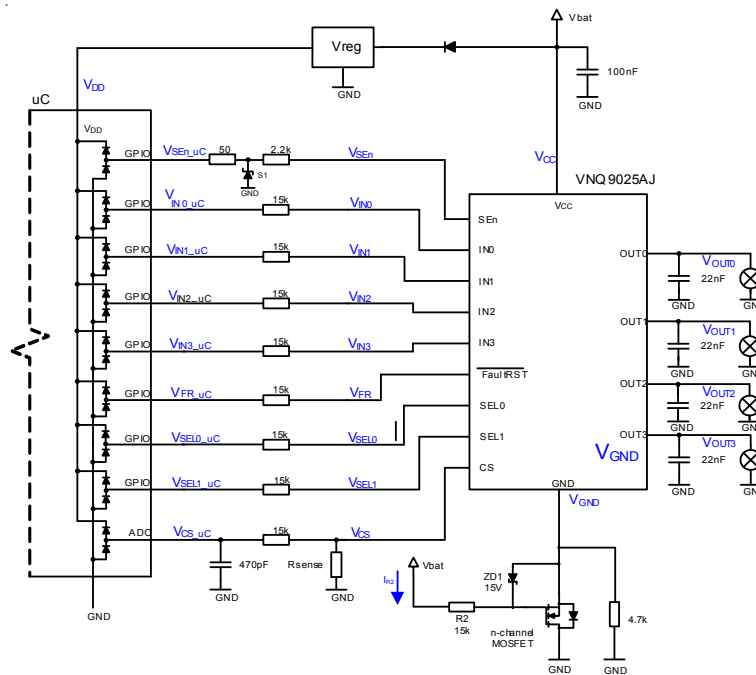 Vbat
Vreg
100nF
GND
GND
VDD
uC
VDD
VCC
VNQ9025AJ
VCC
GPIO VSEn_uC 50 2.2k VSEn
S1
GND
SEn
GPIO VIN0_uC 15k VIN0
IN0
GPIO VIN1_uC 15k VIN1
IN1
GPIO VIN2_uC 15k VIN2
IN2
GPIO VIN3_uC 15k VIN3
IN3
GPIO VFR_uC 15k VFR
FaultRST
GPIO VSEL0_uC 15k VSEL0
SEL0
GPIO VSEL1_uC 15k VSEL1
SEL1
ADC VCS_uC 15k VCS
CS
OUT0 VOUT0
22nF
GND GN
OUT1 VOUT1
22nF
GND GN
OUT2 VOUT2
22nF
GND GN
OUT3 VOUT3
22nF
GND GN
VGND
GND
VGND
470pF
GND
Rsense
GND
GND
IR2
Vbat
R2
15k
ZD1
15V
n-channel
MOSFET
GND
4.7k
GND